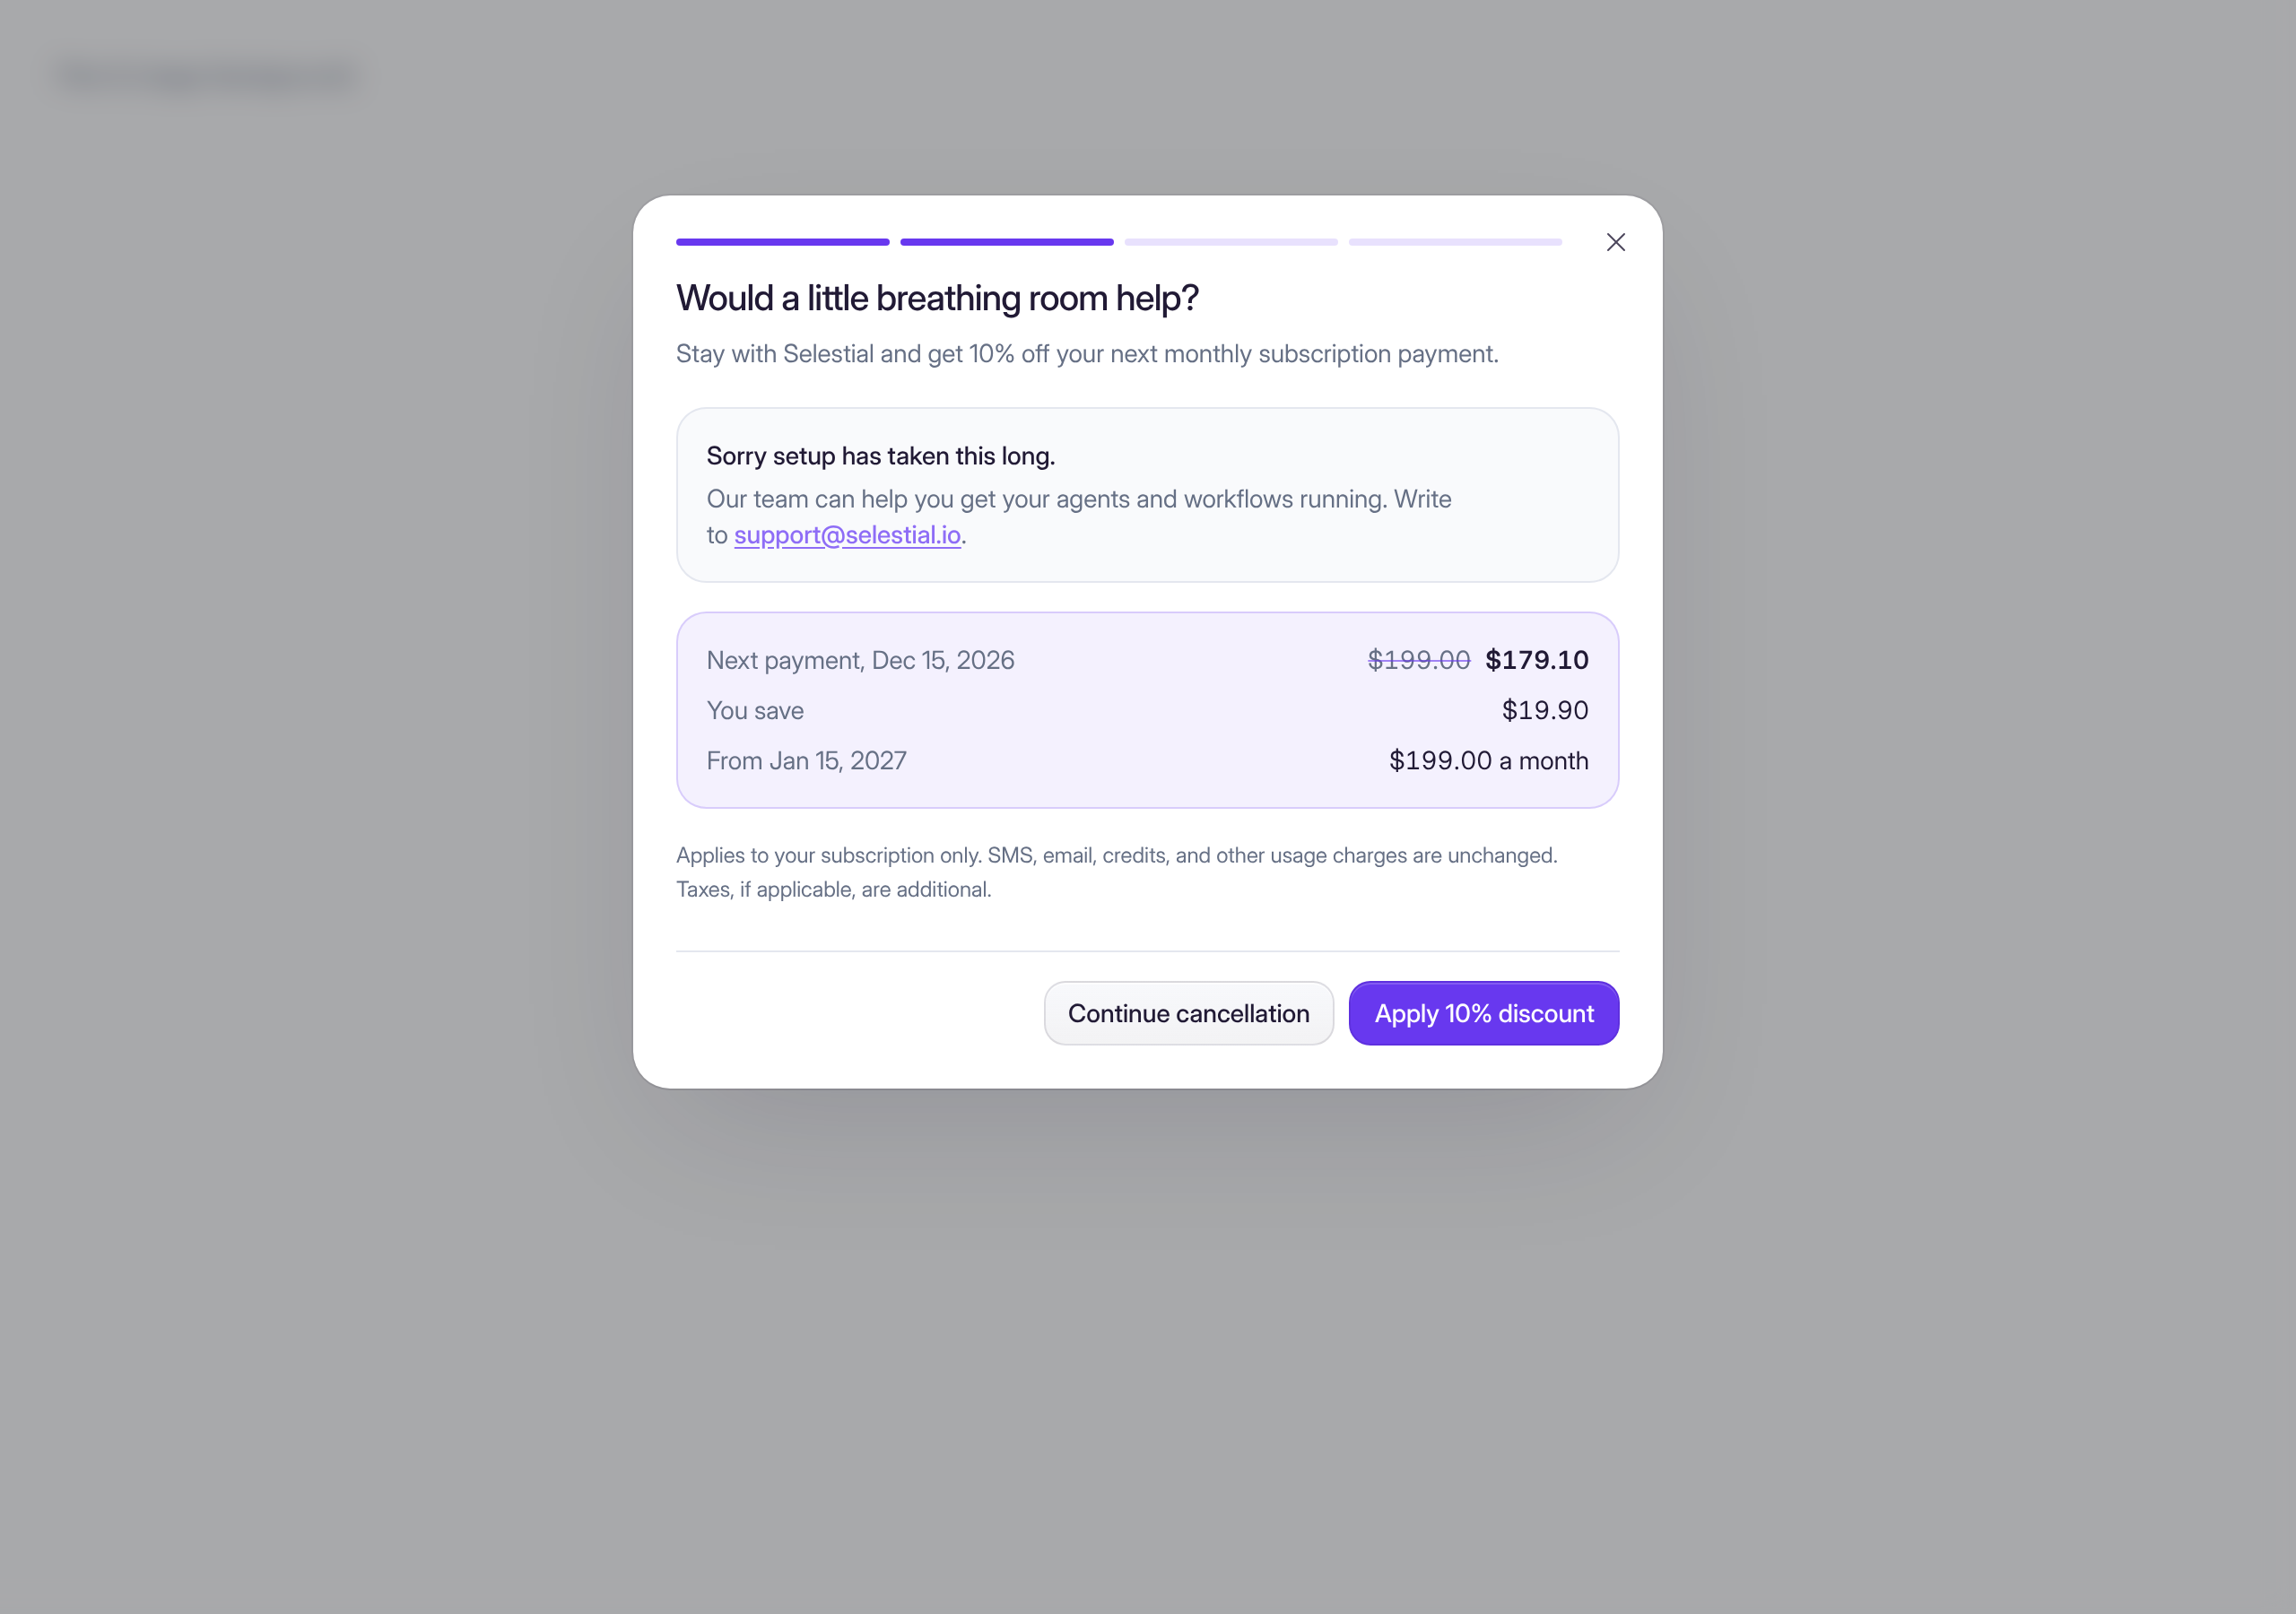 Would a little breathing room help?
Stay with Selestial and get 10% off your next monthly subscription payment.
Sorry setup has taken this long.
Our team can help you get your agents and workflows running. Write
to support@selestial.io.
Next payment, Dec 15, 2026 $199.00 $179.10
You save $19.90
From Jan 15, 2027 $199.00 a month
Applies to your subscription only. SMS, email, credits, and other usage charges are unchanged.
Taxes, if applicable, are additional.
Continue cancellation Apply 10% discount